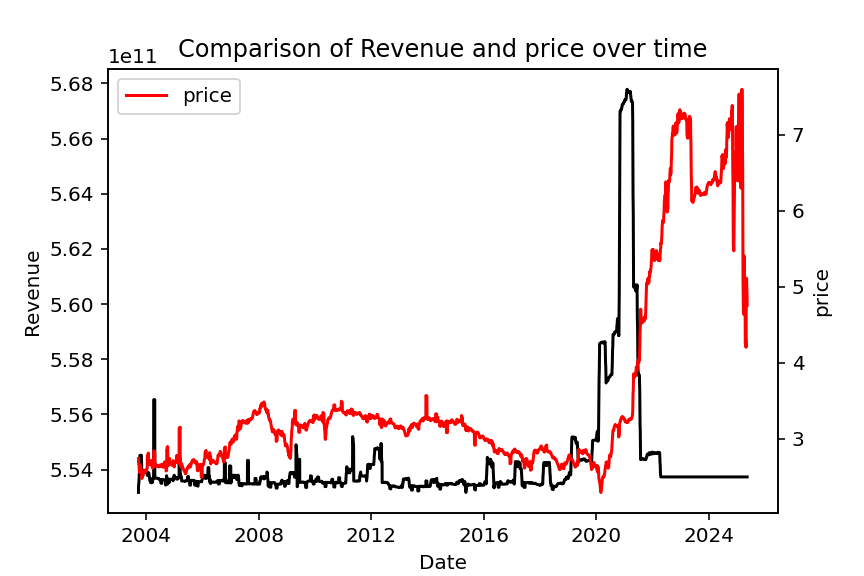 Comparison of Revenue and price over time
1e11
price
5.68
5.66
5.64
5.62
5.60
5.58
5.56
5.54
Revenue
7
6
5
4
3
price
2004 2008 2012 2016 2020 2024
Date